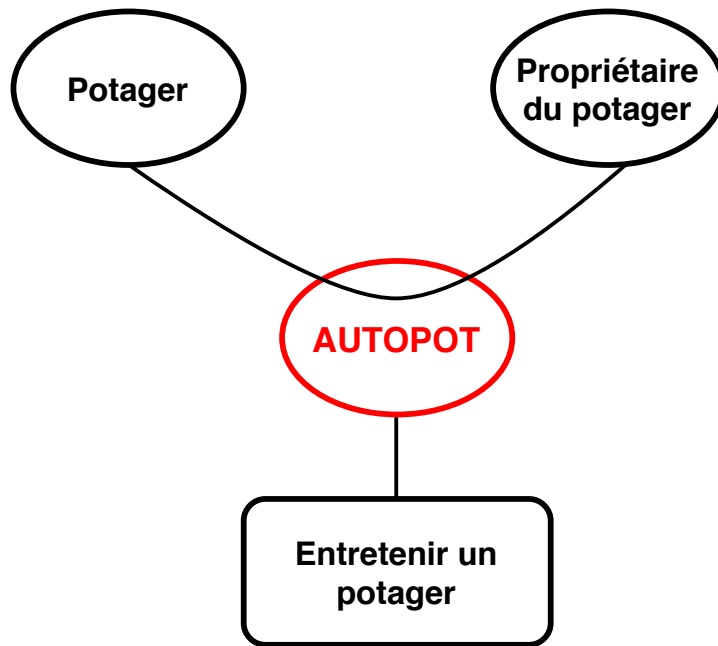 Potager
Propriétaire
du potager
AUTOPOT
Entretenir un
potager